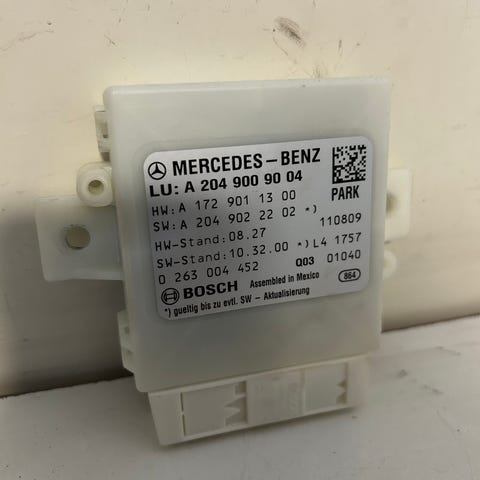 MERCEDES-BENZ
LU: A 204 900 90 04
PARK
HW: A 172 901 13 00
SW: A 204 902 22 02 *)
110809
HW-Stand: 08.27
SW-Stand: 10.32.00 *) L4 1757
0 263 004 452 Q03 01040
BOSCH Assembled in Mexico 864
*) gueltig bis zu evtl. SW - Aktualisierung